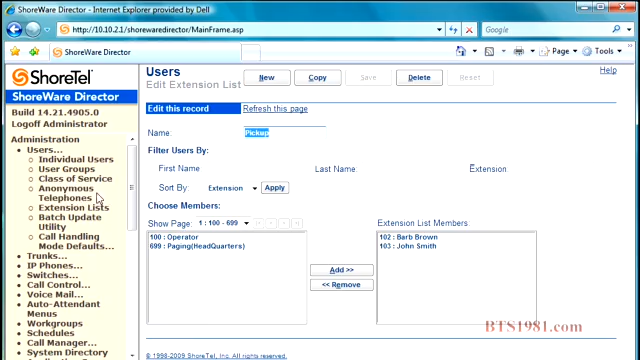 ShoreWare Director - Internet Explorer provided by Dell
http://10.10.2.1/shorewaredirector/MainFrame.asp
Google
ShoreWare Director
Page
Tools
ShoreTel
ShoreWare Director
Build 14.21.4905.0
Logoff Administrator
Administration
Users...
Individual Users
User Groups
Class of Service
Anonymous
Telephones
Extension Lists
Batch Update
Utility
Call Handling
Mode Defaults...
Trunks...
IP Phones...
Switches...
Call Control...
Voice Mail...
Auto-Attendant
Menus
Workgroups
Schedules
Call Manager...
System Directory
Users
Edit Extension List
New
Copy
Save
Delete
Help
Edit this record
Refresh this page
Name:
Pickup
Filter Users By:
First Name
Last Name:
Extension
Sort By:
Extension
Apply
Choose Members:
Show Page:
1 : 100 - 699
Extension List Members:
100 : Operator
699 : Paging(HeadQuarters)
Add >>
<< Remove
102 : Barb Brown
103 : John Smith
BTS1981.com
© 1998-2009 ShoreTel, Inc. All rights reserved.